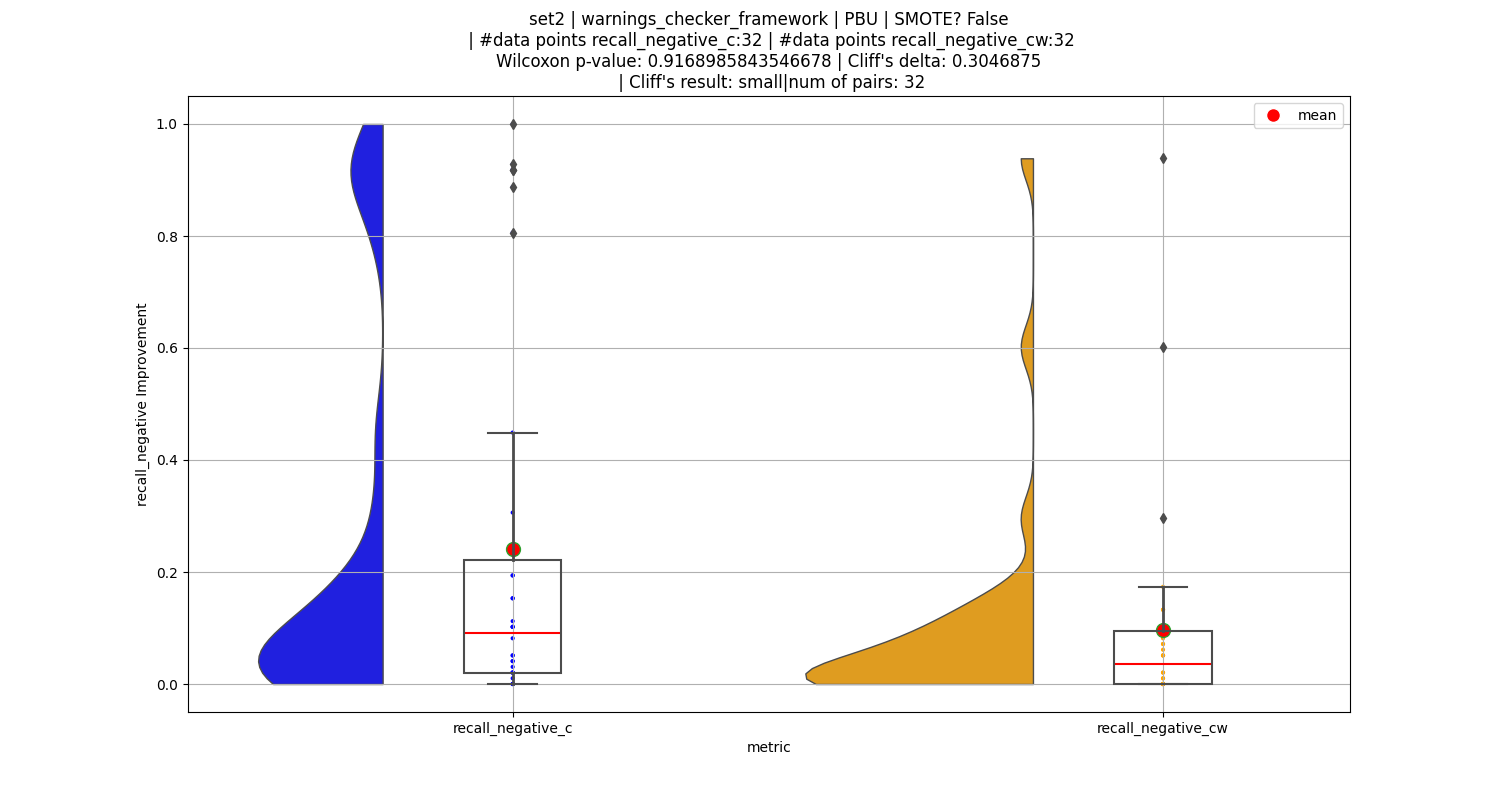 set2 | warnings_checker_framework | PBU | SMOTE? False
| #data points recall_negative_c:32 | #data points recall_negative_cw:32
Wilcoxon p-value: 0.9168985843546678 | Cliff's delta: 0.3046875
| Cliff's result: small|num of pairs: 32
mean
1.0
0.8
0.6
0.4
0.2
0.0
recall_negative Improvement
recall_negative_c
recall_negative_cw
metric